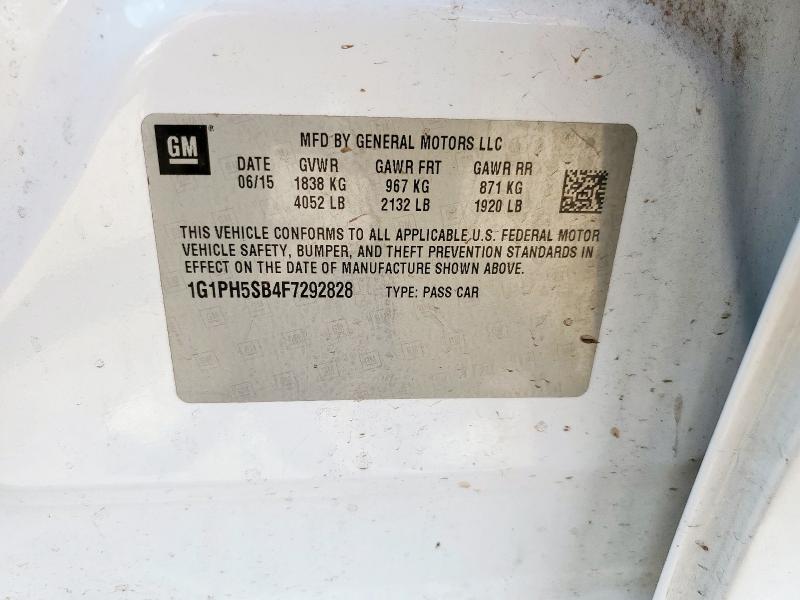 GM®
MFD BY GENERAL MOTORS LLC
DATE GVWR GAWR FRT GAWR RR
06/15 1838 KG 967 KG 871 KG
4052 LB 2132 LB 1920 LB
THIS VEHICLE CONFORMS TO ALL APPLICABLE U.S. FEDERAL MOTOR
VEHICLE SAFETY, BUMPER, AND THEFT PREVENTION STANDARDS IN
EFFECT ON THE DATE OF MANUFACTURE SHOWN ABOVE.
1G1PH5SB4F7292828 TYPE: PASS CAR